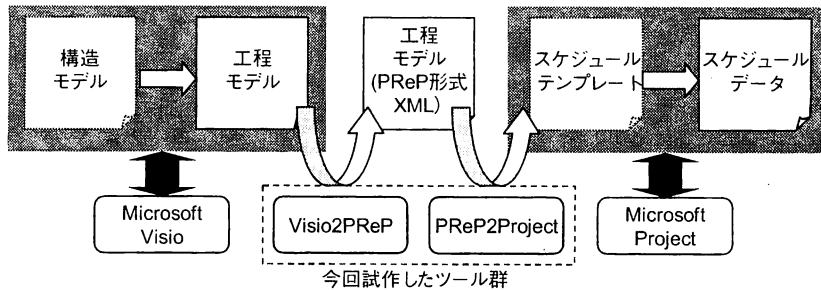 構造
モデル
工程
モデル
工程
モデル
(PReP形式
XML)
スケジュール
テンプレート
スケジュール
データ
Microsoft
Visio
Visio2PReP
PReP2Project
Microsoft
Project
今回試作したツール群